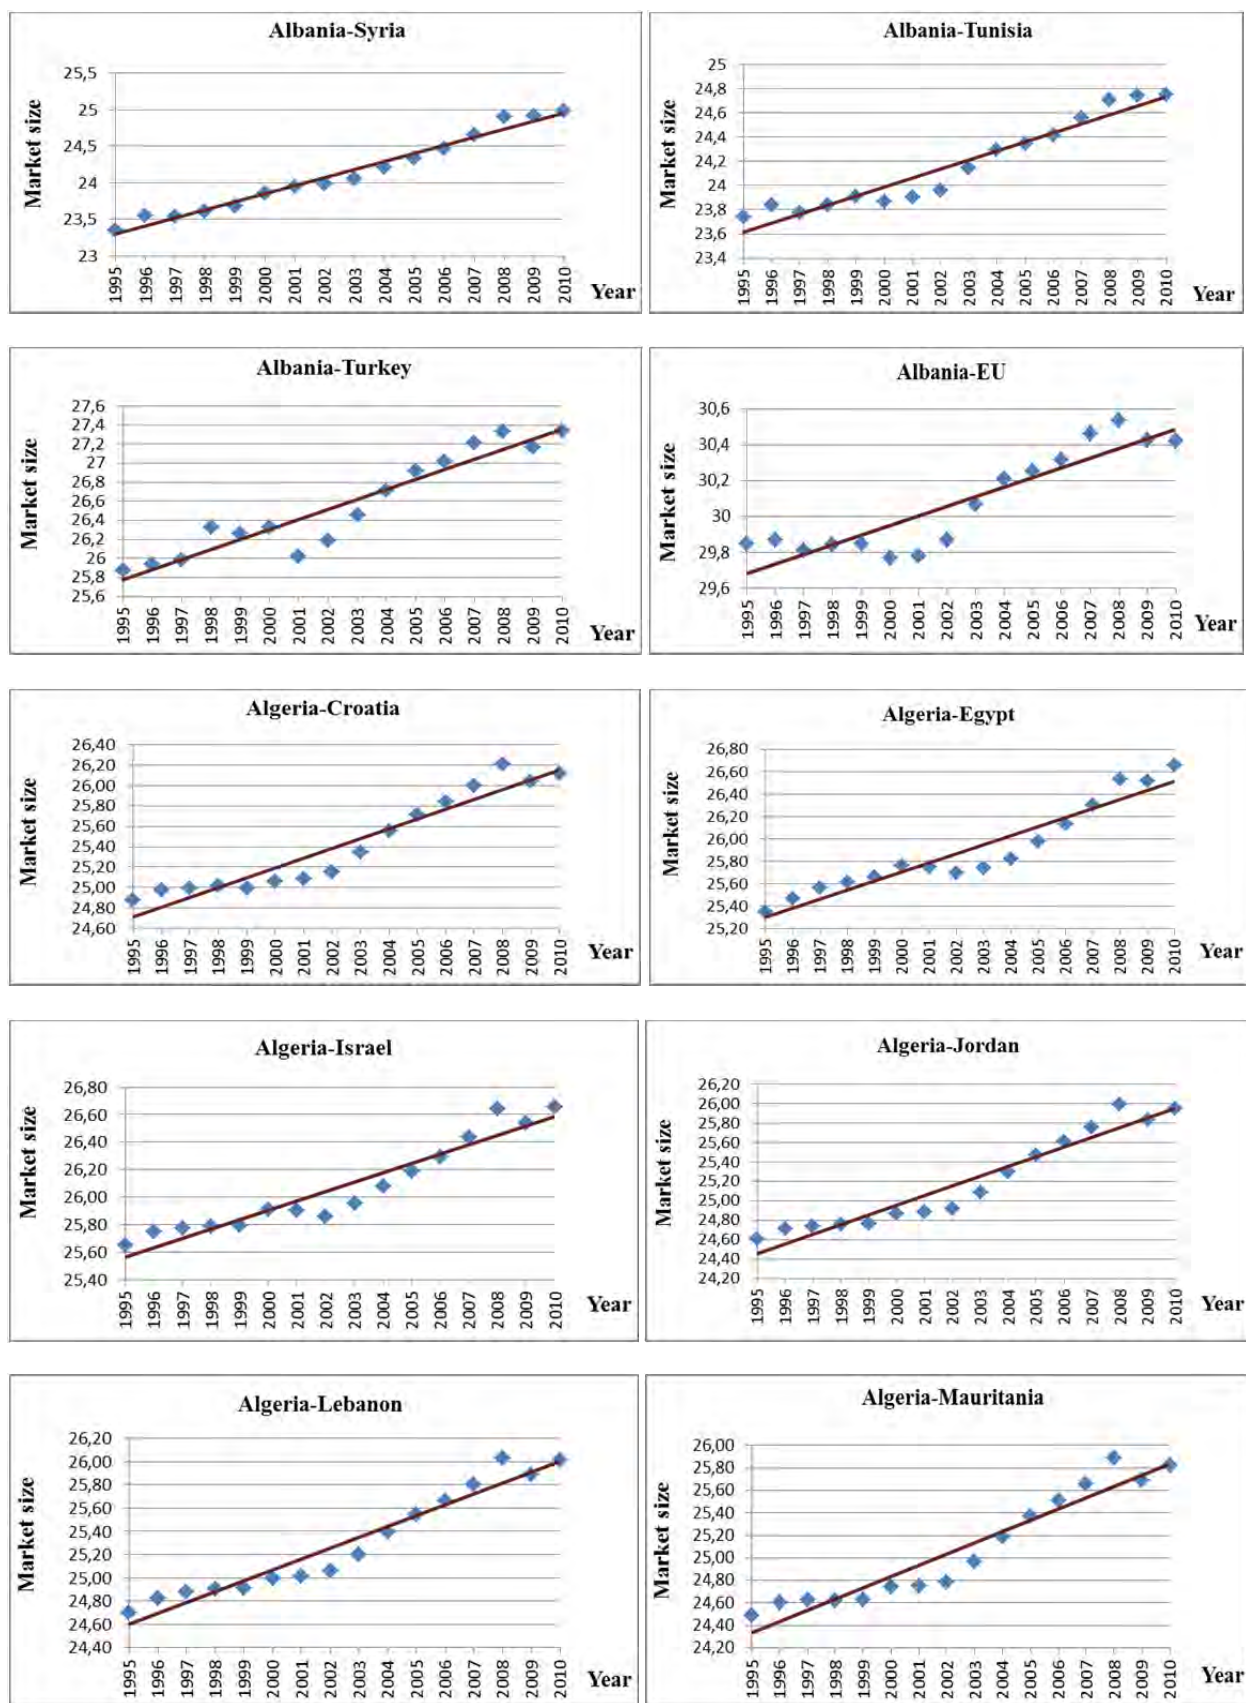 Albania-Syria
Market size
25,5
25
24,5
24
23,5
23
1995 1996 1997 1998 1999 2000 2001 2002 2003 2004 2005 2006 2007 2008 2009 2010
Year
Albania-Tunisia
Market size
25
24,8
24,6
24,4
24,2
24
23,8
23,6
23,4
1995 1996 1997 1998 1999 2000 2001 2002 2003 2004 2005 2006 2007 2008 2009 2010
Year
Albania-Turkey
Market size
27,6
27,4
27,2
27
26,8
26,6
26,4
26,2
26
25,8
25,6
1995 1996 1997 1998 1999 2000 2001 2002 2003 2004 2005 2006 2007 2008 2009 2010
Year
Albania-EU
Market size
30,6
30,4
30,2
30
29,8
29,6
1995 1996 1997 1998 1999 2000 2001 2002 2003 2004 2005 2006 2007 2008 2009 2010
Year
Algeria-Croatia
Market size
26,40
26,20
26,00
25,80
25,60
25,40
25,20
25,00
24,80
24,60
1995 1996 1997 1998 1999 2000 2001 2002 2003 2004 2005 2006 2007 2008 2009 2010
Year
Algeria-Egypt
Market size
26,80
26,60
26,40
26,20
26,00
25,80
25,60
25,40
25,20
1995 1996 1997 1998 1999 2000 2001 2002 2003 2004 2005 2006 2007 2008 2009 2010
Year
Algeria-Israel
Market size
26,80
26,60
26,40
26,20
26,00
25,80
25,60
25,40
1995 1996 1997 1998 1999 2000 2001 2002 2003 2004 2005 2006 2007 2008 2009 2010
Year
Algeria-Jordan
Market size
26,20
26,00
25,80
25,60
25,40
25,20
25,00
24,80
24,60
24,40
24,20
1995 1996 1997 1998 1999 2000 2001 2002 2003 2004 2005 2006 2007 2008 2009 2010
Year
Algeria-Lebanon
Market size
26,20
26,00
25,80
25,60
25,40
25,20
25,00
24,80
24,60
24,40
1995 1996 1997 1998 1999 2000 2001 2002 2003 2004 2005 2006 2007 2008 2009 2010
Year
Algeria-Mauritania
Market size
26,00
25,80
25,60
25,40
25,20
25,00
24,80
24,60
24,40
24,20
1995 1996 1997 1998 1999 2000 2001 2002 2003 2004 2005 2006 2007 2008 2009 2010
Year